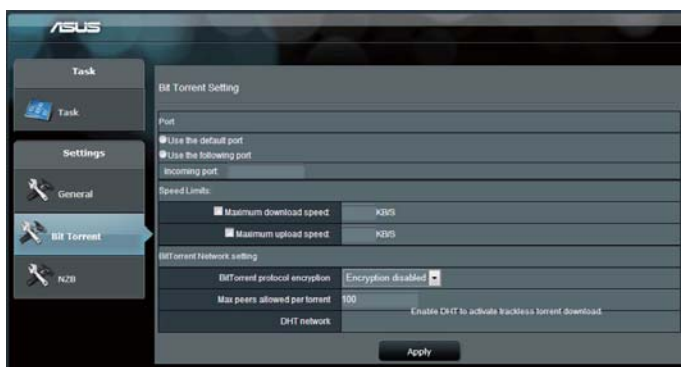 ASUS
Task
Task
Settings
General
Bit Torrent
NZB
Bit Torrent Setting
Port
Use the default port
Use the following port
Incoming port:
Speed Limits:
Maximum download speed: KB/S
Maximum upload speed: KB/S
BitTorrent Network setting
BitTorrent protocol encryption Encryption disabled
Max peers allowed per torrent 100
DHT network Enable DHT to activate trackless torrent download.
Apply